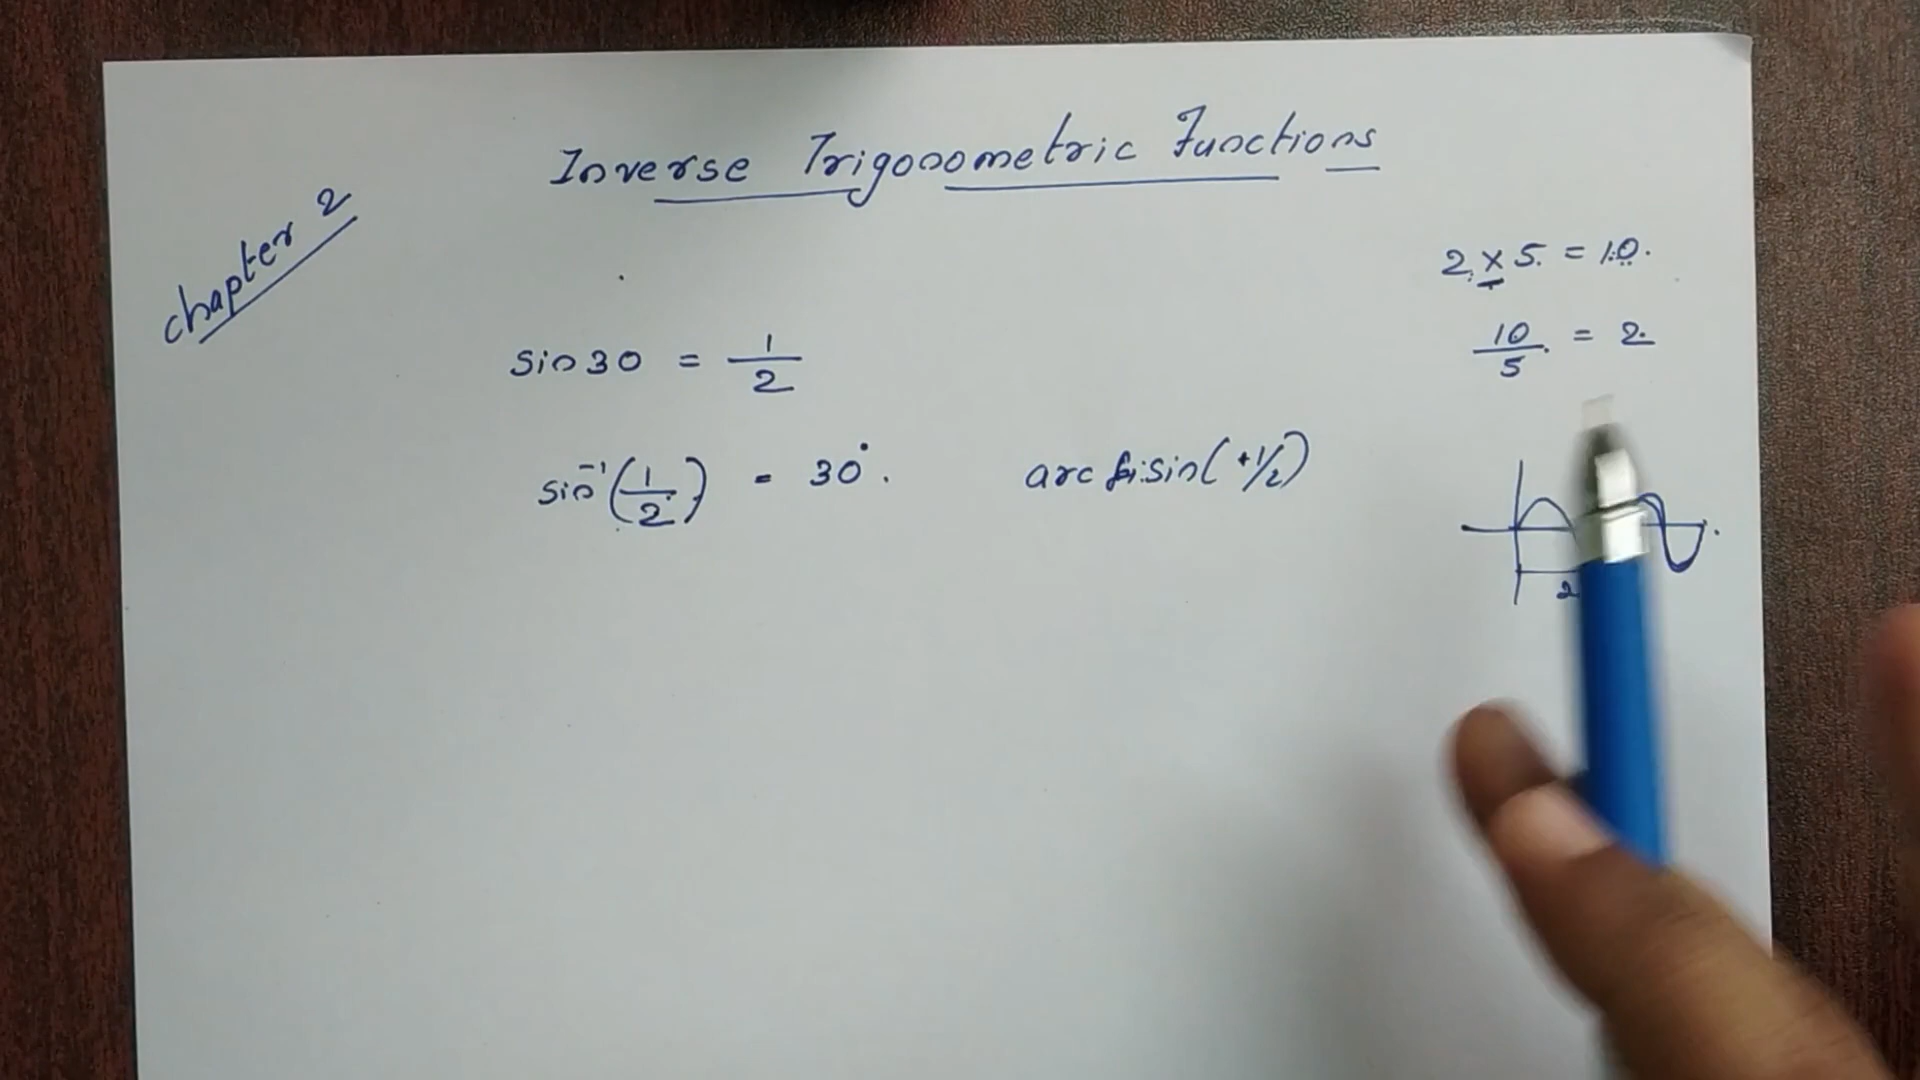 Inverse Trigonometric Functions
chapter 2
2 x 5 = 10.
10/5 = 2
sin 30 = 1/2
sin⁻¹(1/2) = 30°.
arc sin(+1/2)
2